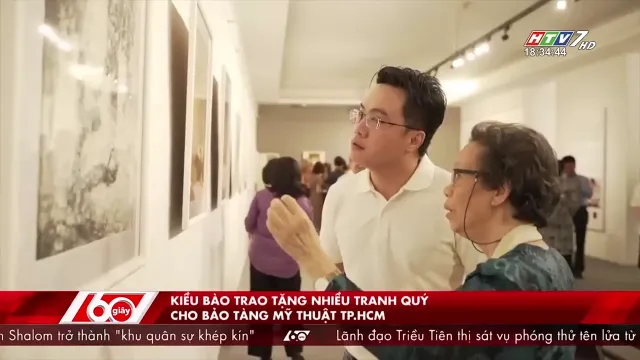 HTV7 HD
18:34:44
60 giây
KIỀU BÀO TRAO TẶNG NHIỀU TRANH QUÝ
CHO BẢO TÀNG MỸ THUẬT TP.HCM
n Shalom trở thành "khu quân sự khép kín" Lãnh đạo Triều Tiên thị sát vụ phóng thử tên lửa từ